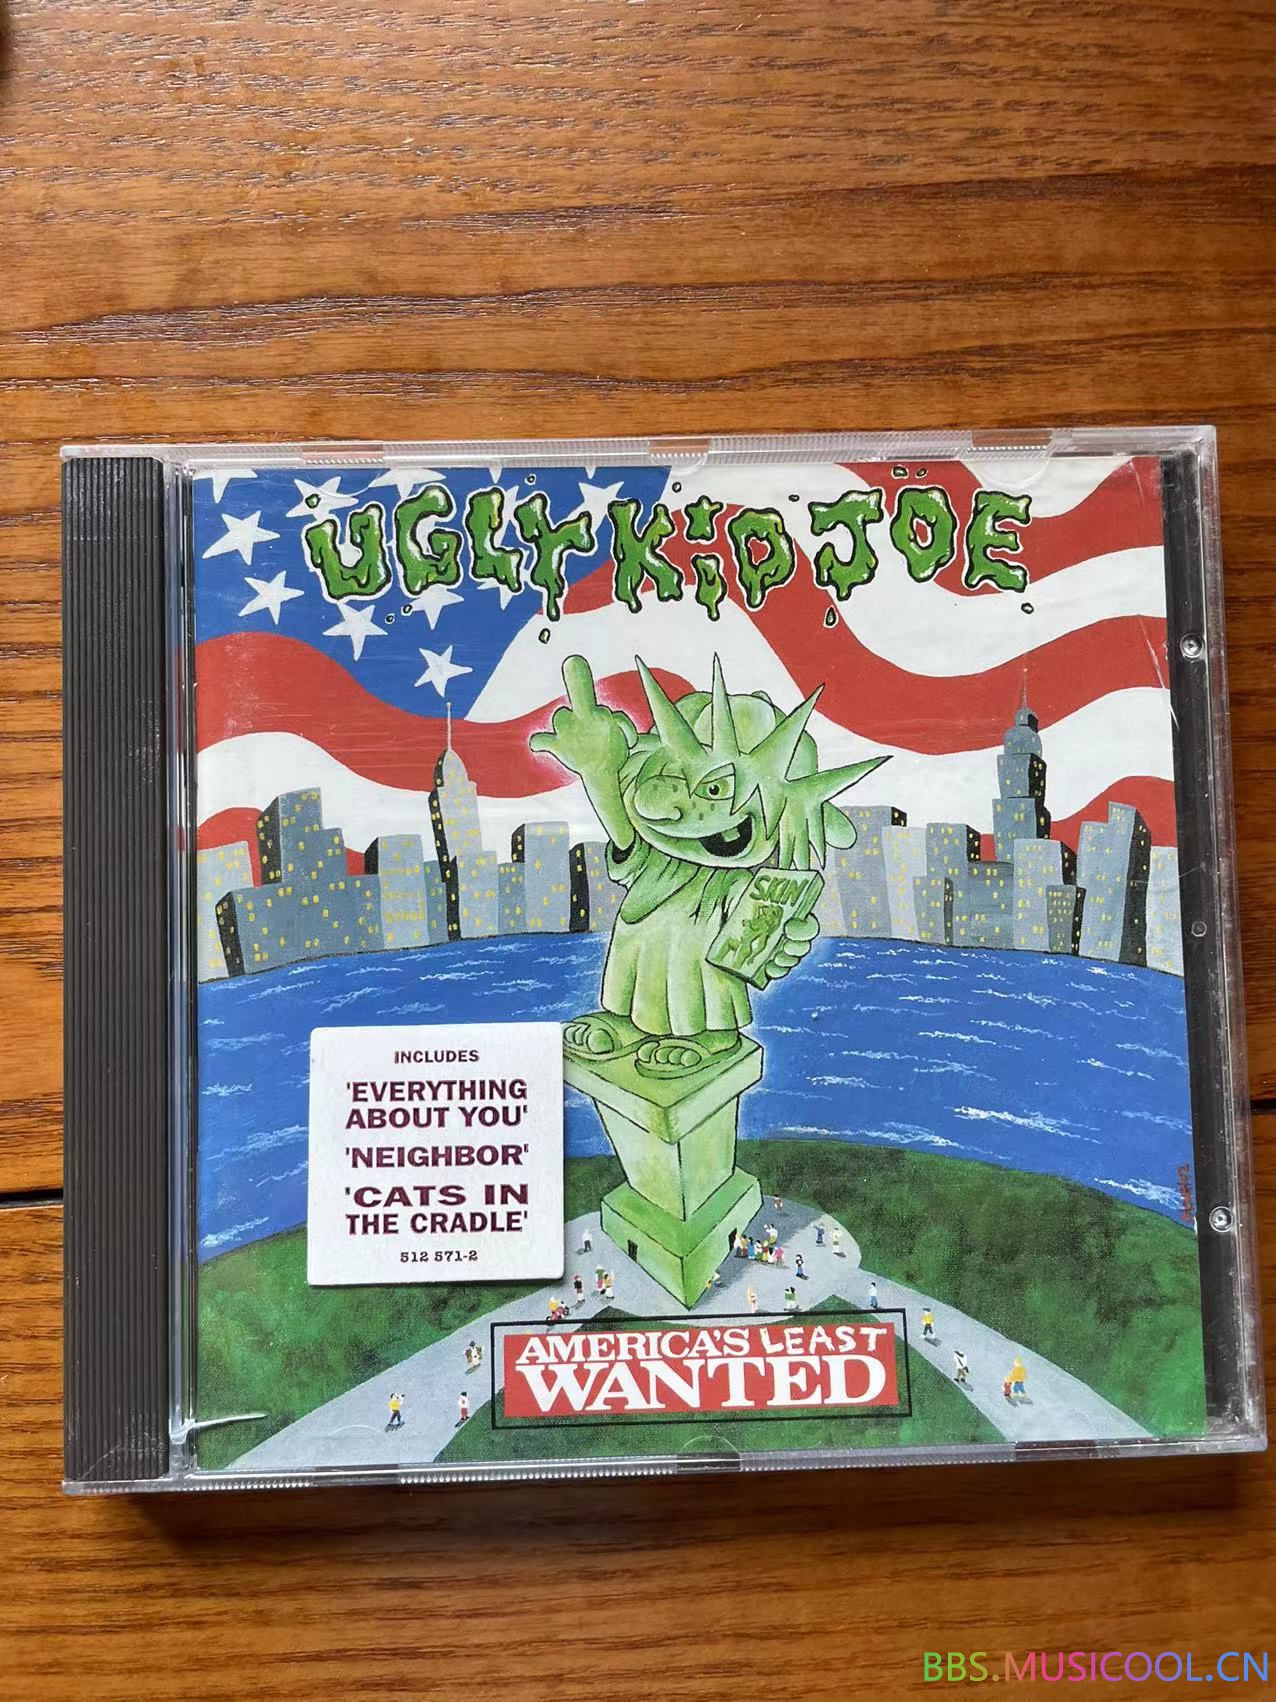 UGLY KiD JOE
SKIN
INCLUDES
'EVERYTHING
ABOUT YOU'
'NEIGHBOR'
'CATS IN
THE CRADLE'
512 571-2
AMERICA'S LEAST
WANTED
BBS.MUSICOOL.CN